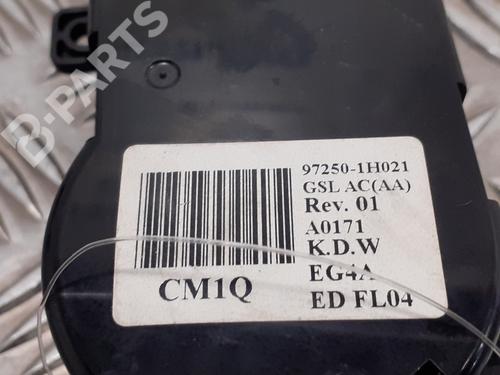 B-PARTS
97250-1H021
GSL AC(AA)
Rev. 01
A0171
K.D.W
EG4A
CM1Q
ED FL04